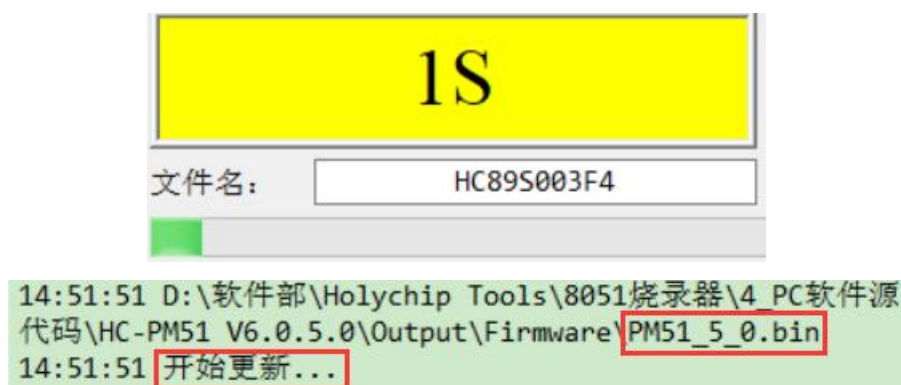 1S
文件名: HC89S003F4
14:51:51 D:\软件部\Holychip Tools\8051烧录器\4_PC软件源
代码\HC-PM51 V6.0.5.0\Output\Firmware\PM51_5_0.bin
14:51:51 开始更新...